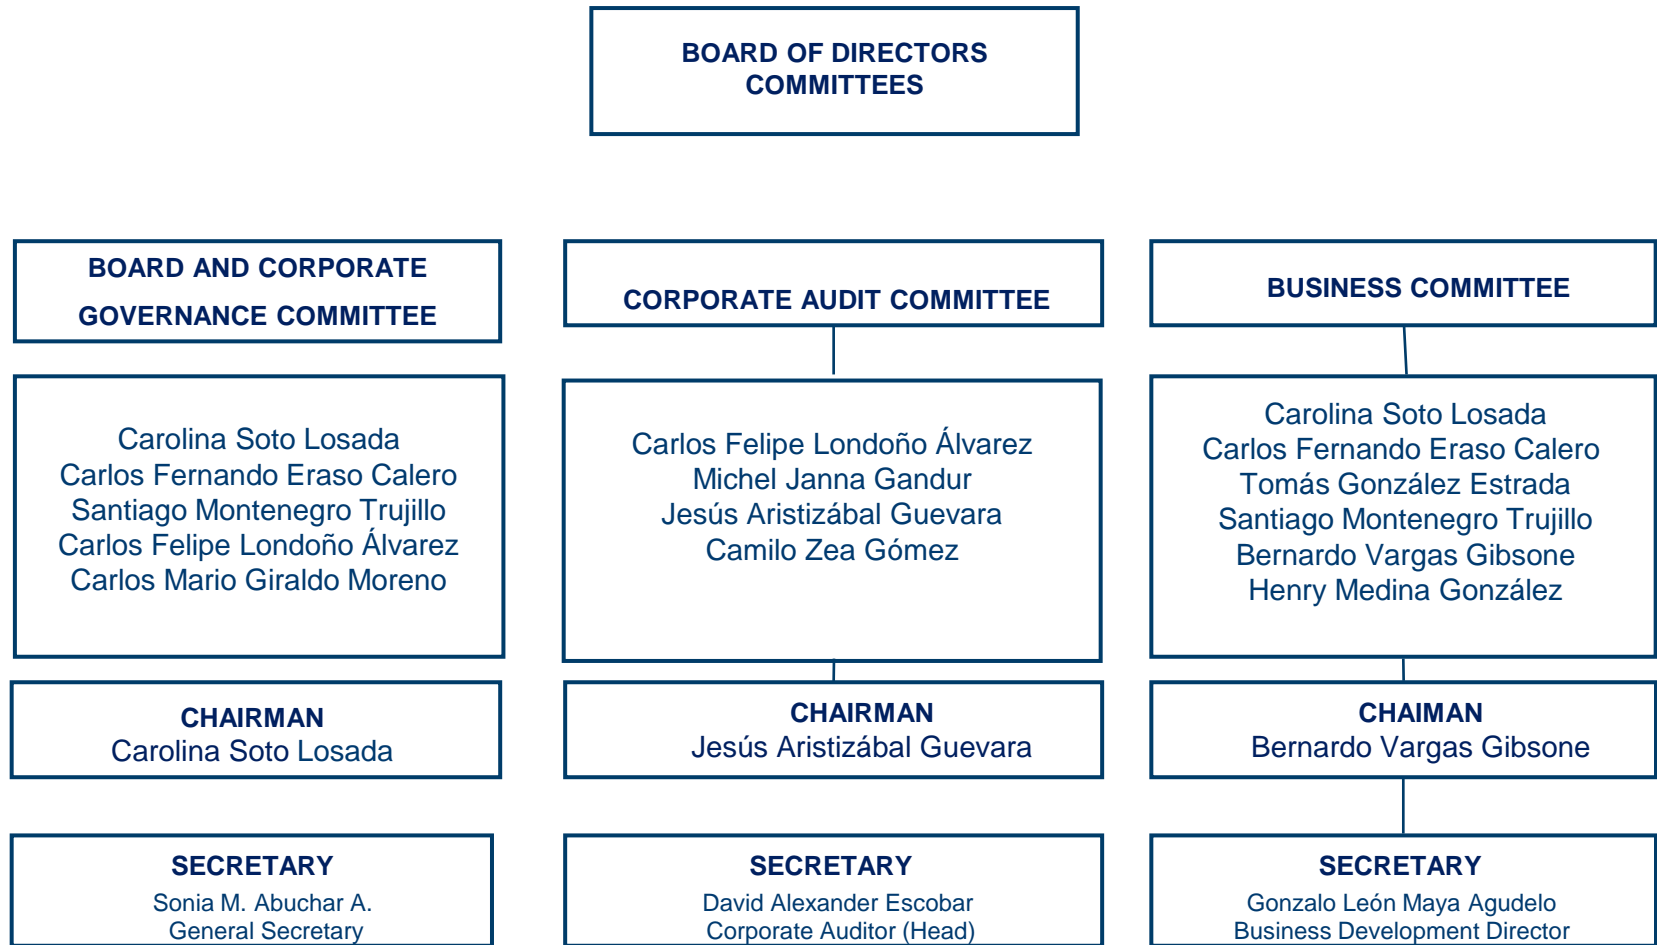 BOARD OF DIRECTORS
COMMITTEES
BOARD AND CORPORATE
GOVERNANCE COMMITTEE
Carolina Soto Losada
Carlos Fernando Eraso Calero
Santiago Montenegro Trujillo
Carlos Felipe Londoño Álvarez
Carlos Mario Giraldo Moreno
CHAIRMAN
Carolina Soto Losada
SECRETARY
Sonia M. Abuchar A.
General Secretary
CORPORATE AUDIT COMMITTEE
Carlos Felipe Londoño Álvarez
Michel Janna Gandur
Jesús Aristizábal Guevara
Camilo Zea Gómez
CHAIRMAN
Jesús Aristizábal Guevara
SECRETARY
David Alexander Escobar
Corporate Auditor (Head)
BUSINESS COMMITTEE
Carolina Soto Losada
Carlos Fernando Eraso Calero
Tomás González Estrada
Santiago Montenegro Trujillo
Bernardo Vargas Gibsone
Henry Medina González
CHAIMAN
Bernardo Vargas Gibsone
SECRETARY
Gonzalo León Maya Agudelo
Business Development Director